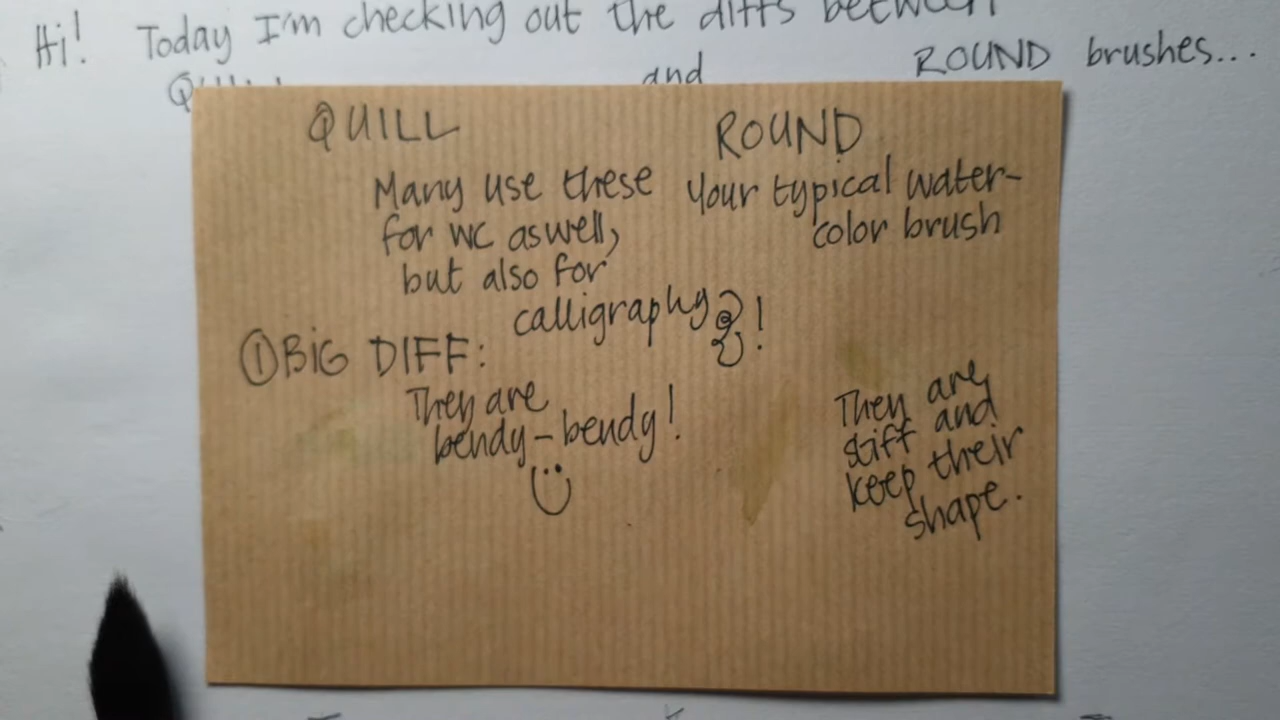 Hi! Today I'm checking out the diffs between
and ROUND brushes...
QUILL
Many use these
for wc aswell,
but also for
calligraphy!
ROUND
Your typical water-
color brush
① BiG DIFF:
They are
bendy-bendy!
They are
stiff and
keep their
shape.